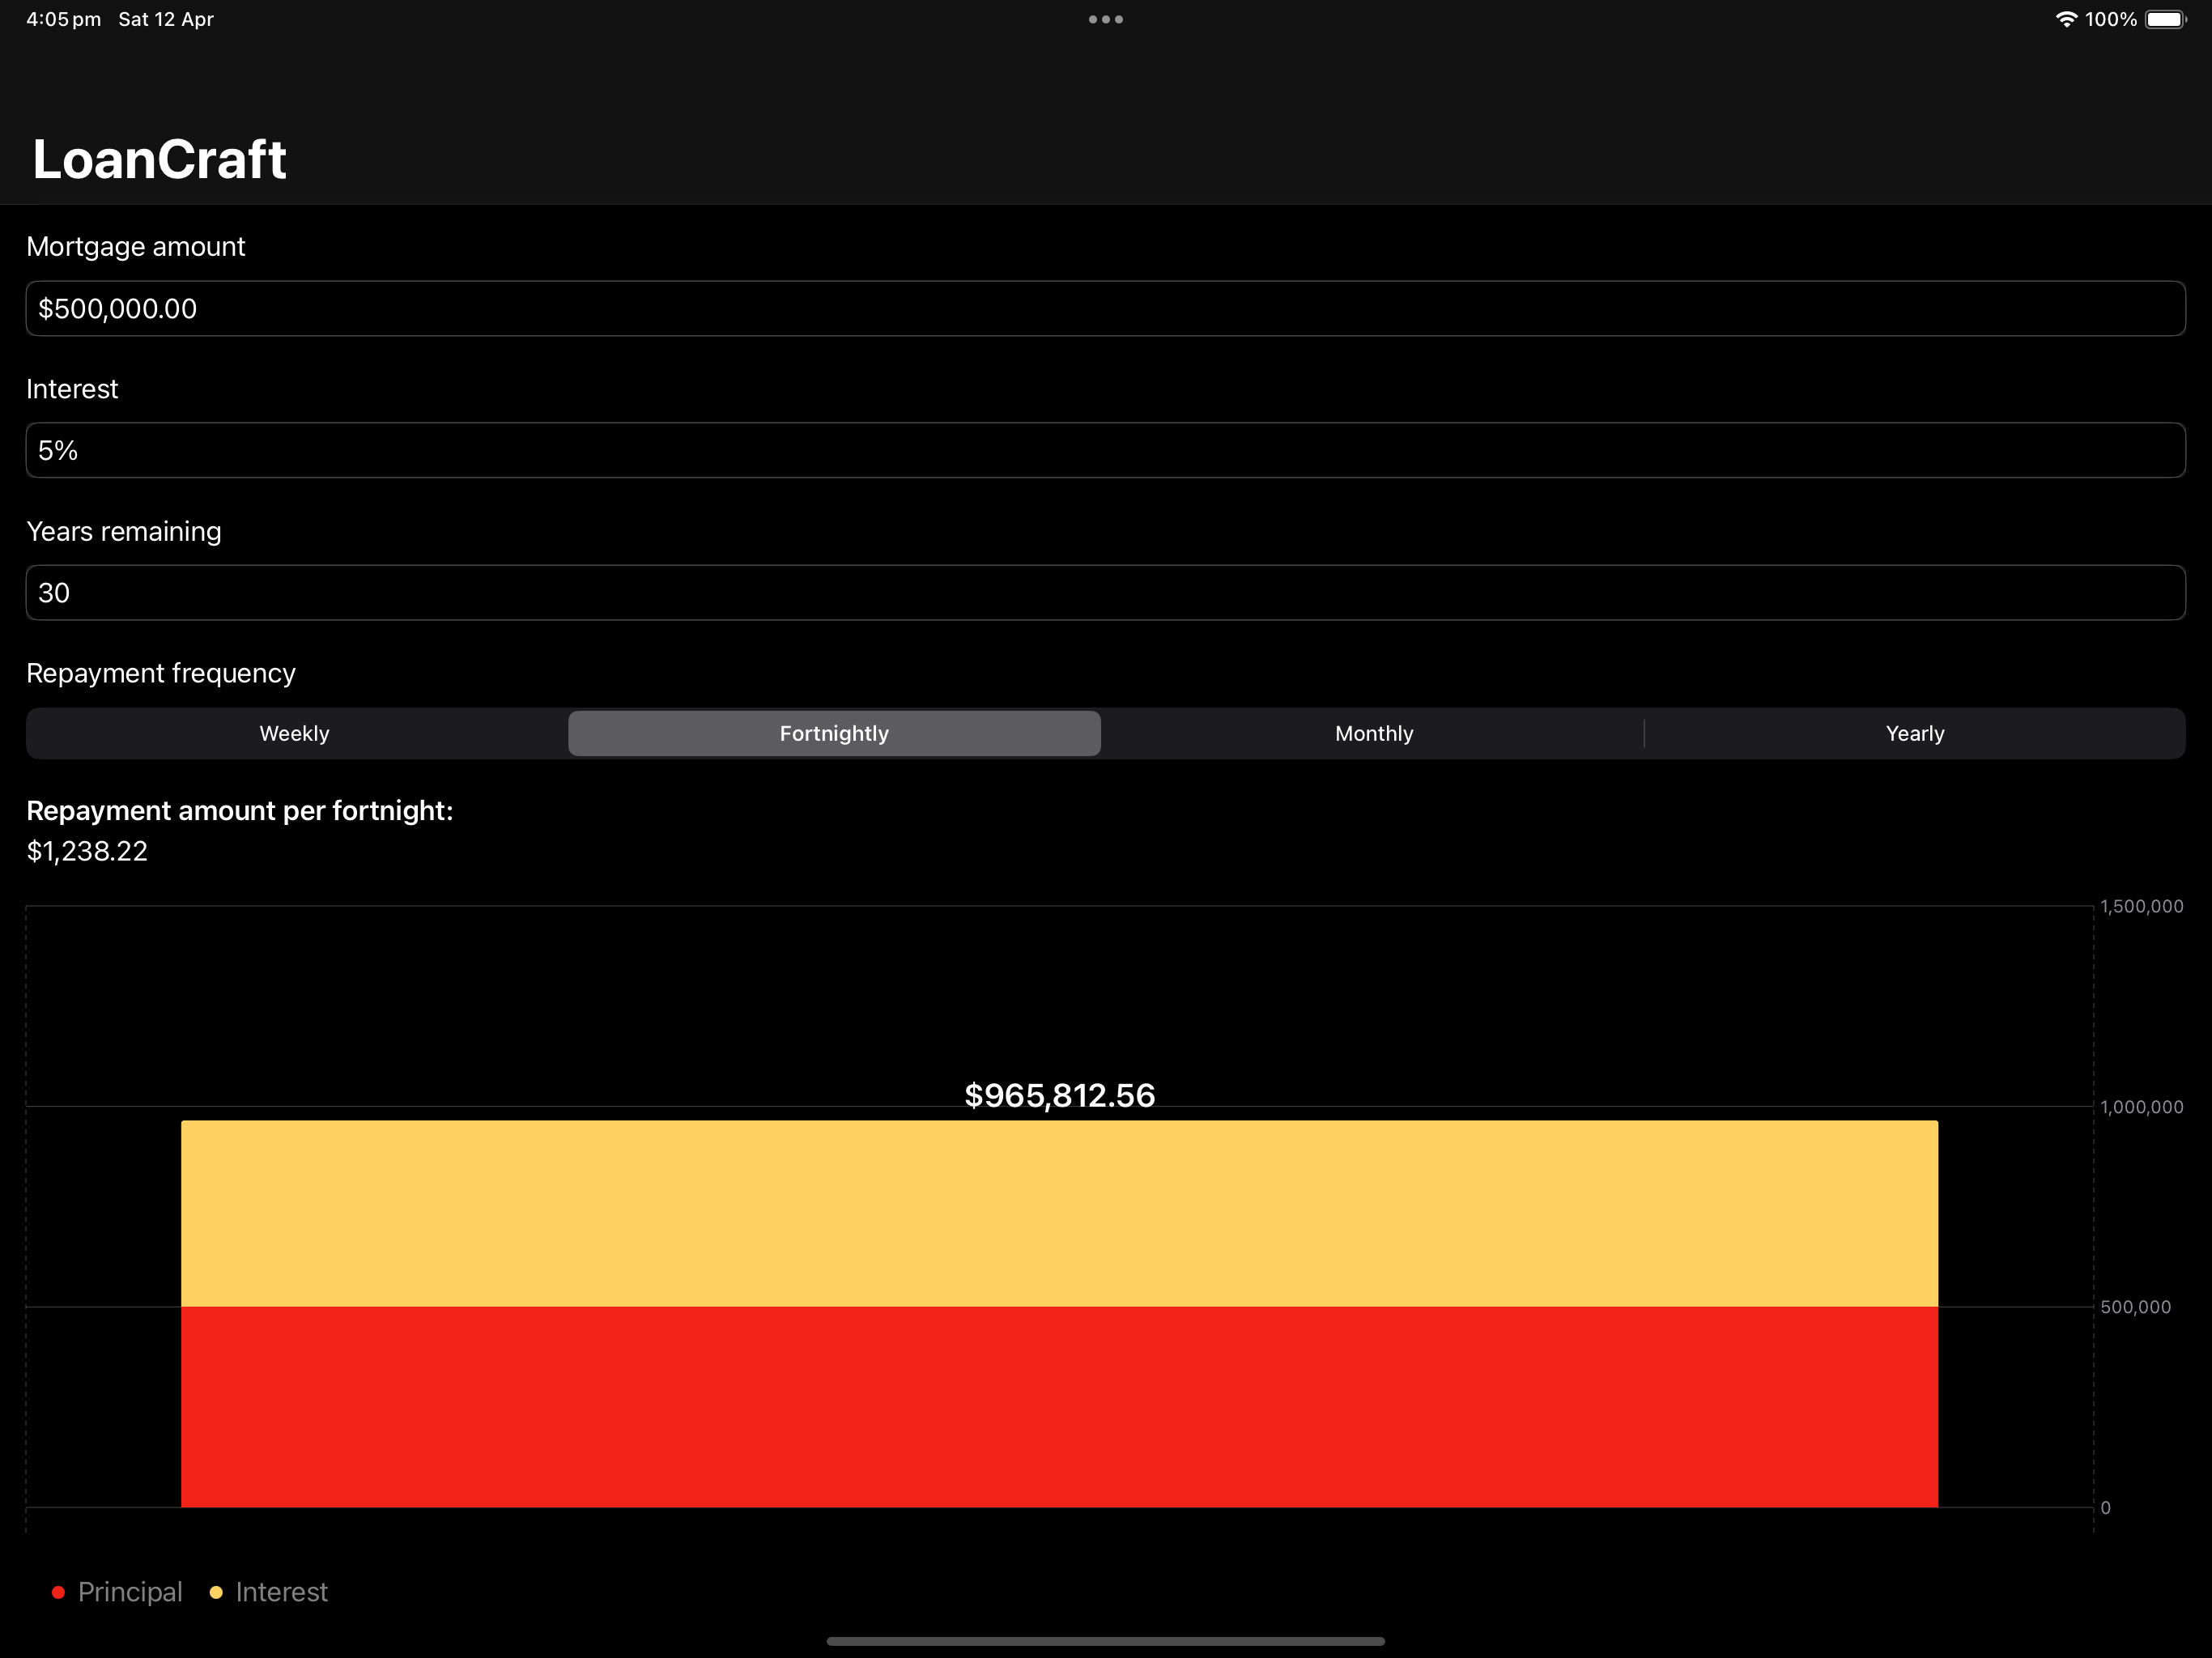 4:05 pm Sat 12 Apr
100%
LoanCraft
Mortgage amount
$500,000.00
Interest
5%
Years remaining
30
Repayment frequency
Weekly Fortnightly Monthly Yearly
Repayment amount per fortnight:
$1,238.22
1,500,000
$965,812.56
1,000,000
500,000
0
Principal Interest